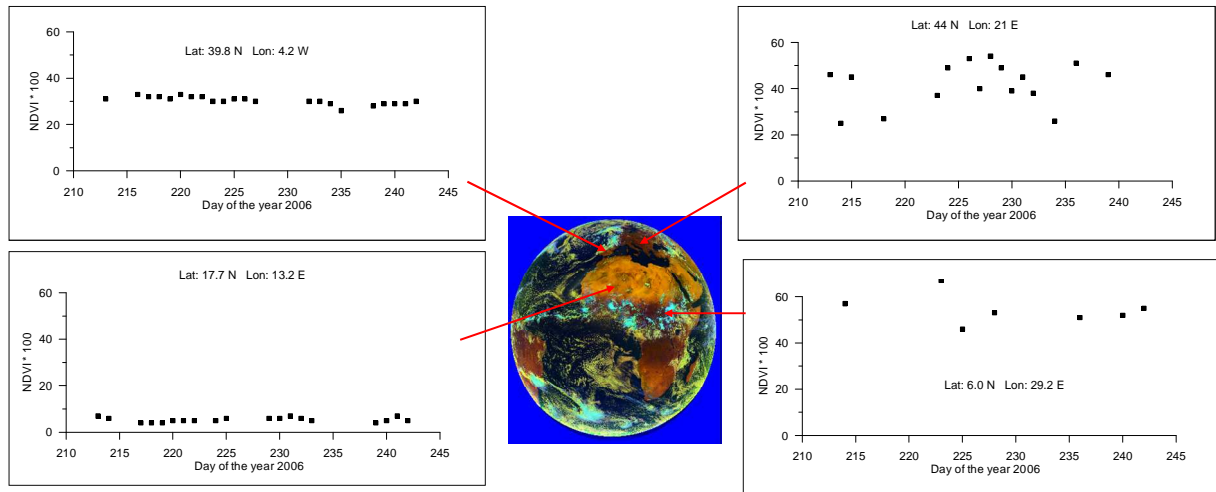 Lat: 39.8 N Lon: 4.2 W
60
40
20
0
NDVI * 100
210 215 220 225 230 235 240 245
Day of the year 2006
Lat: 44 N Lon: 21 E
60
40
20
0
NDVI * 100
210 215 220 225 230 235 240 245
Day of the year 2006
Lat: 17.7 N Lon: 13.2 E
60
40
20
0
NDVI * 100
210 215 220 225 230 235 240 245
Day of the year 2006
60
40
20
0
NDVI * 100
Lat: 6.0 N Lon: 29.2 E
210 215 220 225 230 235 240 245
Day of the year 2006